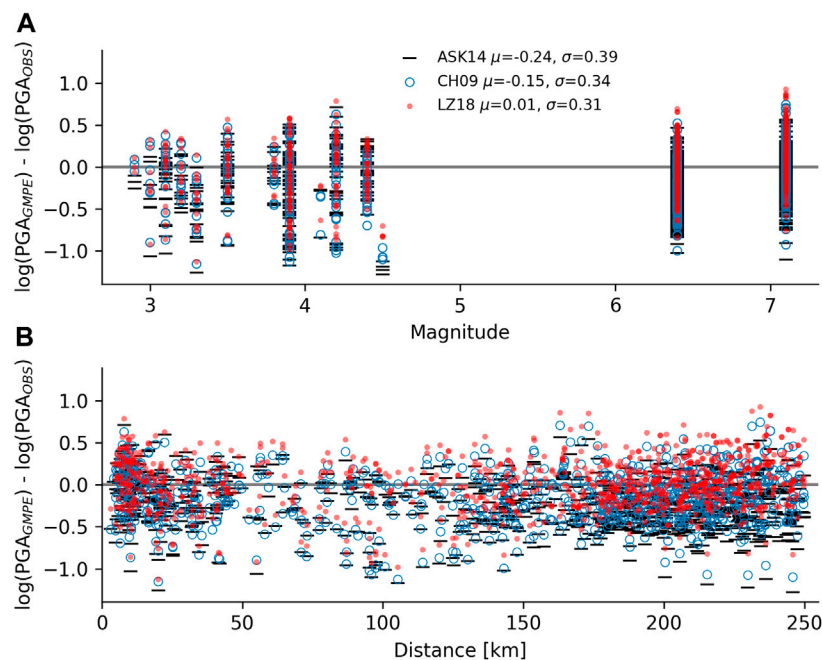 A
log(PGA_GMPE) - log(PGA_OBS)
1.0
0.5
0.0
−0.5
−1.0
ASK14 μ=-0.24, σ=0.39
CH09 μ=-0.15, σ=0.34
LZ18 μ=0.01, σ=0.31
3 4 5 6 7
Magnitude
B
log(PGA_GMPE) - log(PGA_OBS)
1.0
0.5
0.0
−0.5
−1.0
0 50 100 150 200 250
Distance [km]